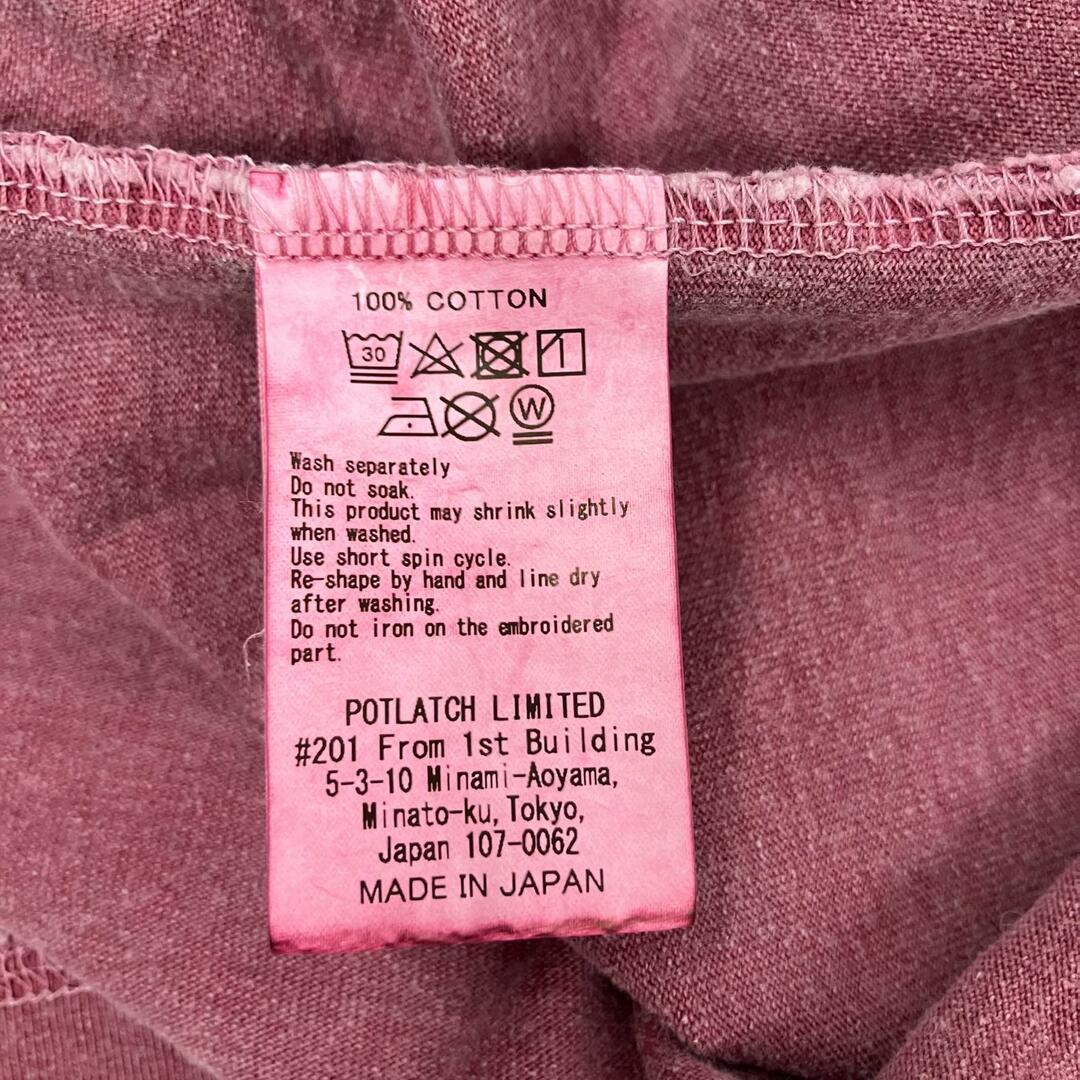 100% COTTON
30
W
Wash separately
Do not soak.
This product may shrink slightly
when washed.
Use short spin cycle.
Re-shape by hand and line dry
after washing.
Do not iron on the embroidered
part.
POTLATCH LIMITED
#201 From 1st Building
5-3-10 Minami-Aoyama,
Minato-ku, Tokyo,
Japan 107-0062
MADE IN JAPAN